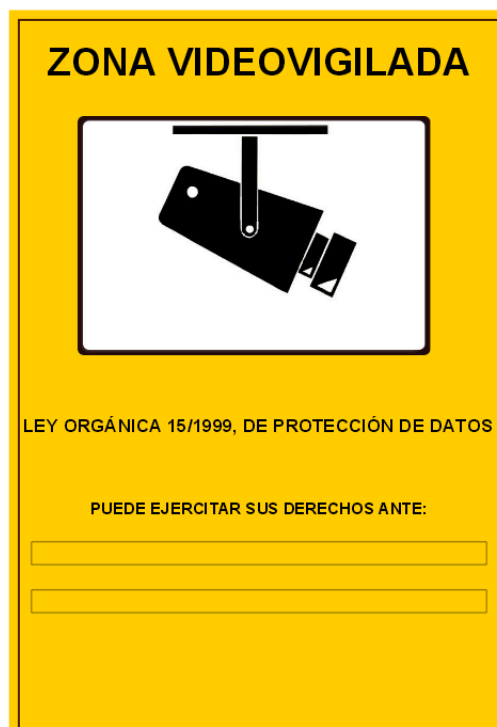 ZONA VIDEOVIGILADA
LEY ORGÁNICA 15/1999, DE PROTECCIÓN DE DATOS
PUEDE EJERCITAR SUS DERECHOS ANTE: